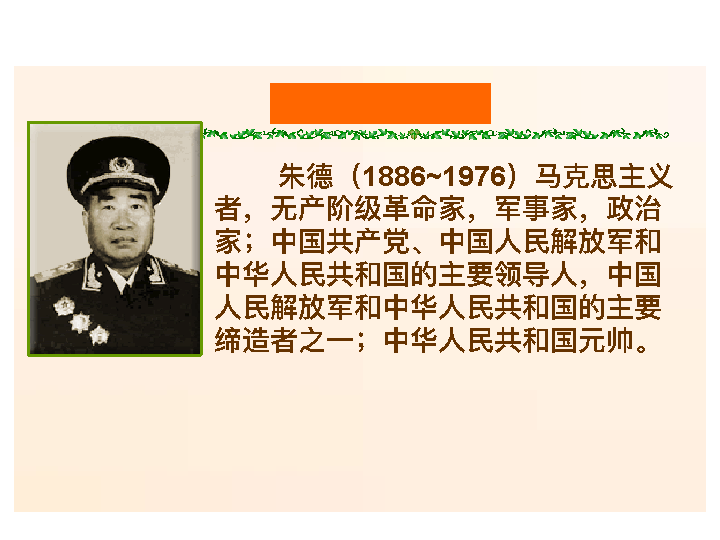 朱德（1886~1976）马克思主义
者，无产阶级革命家，军事家，政治
家；中国共产党、中国人民解放军和
中华人民共和国的主要领导人，中国
人民解放军和中华人民共和国的主要
缔造者之一；中华人民共和国元帅。